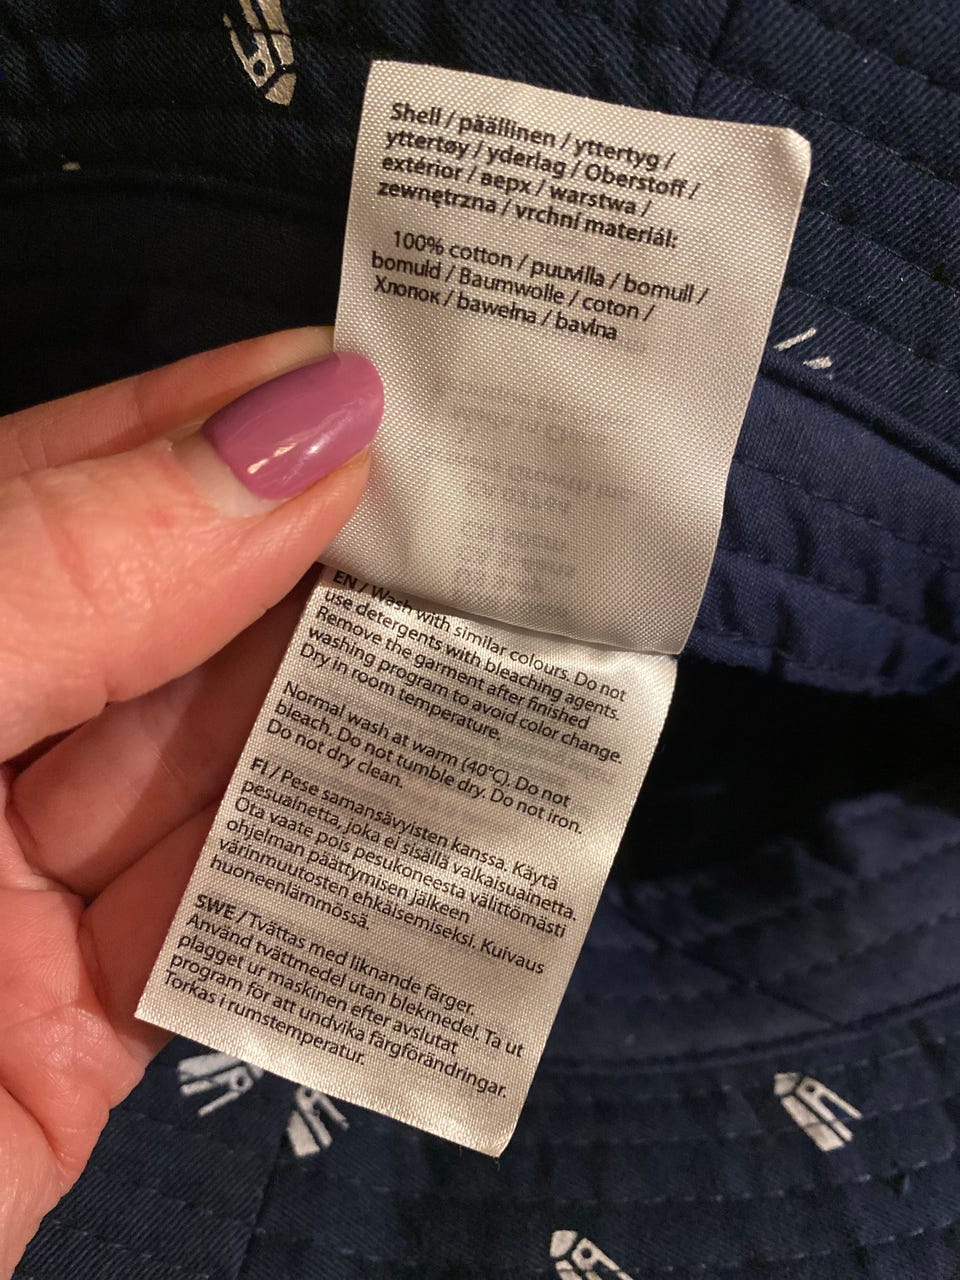 Shell / päällinen / yttertyg /
yttertøy / yderlag / Oberstoff /
extérior / верх / warstwa /
zewnętrzna / vrchní materiál:
100% cotton / puuvilla / bomull /
bomuld / Baumwolle / coton /
Хлопок / bawełna / bavlna
EN / Wash with similar colours. Do not
use detergents with bleaching agents.
Remove the garment after finished
washing program to avoid color change.
Dry in room temperature.
Normal wash at warm (40°C). Do not
bleach. Do not tumble dry. Do not iron.
Do not dry clean.
FI / Pese samansävyisten kanssa. Käytä
pesuainetta, joka ei sisällä valkaisuainetta.
Ota vaate pois pesukoneesta välittömästi
ohjelman päättymisen jälkeen
värinmuutosten ehkäisemiseksi. Kuivaus
huoneenlämmössä.
SWE / Tvättas med liknande färger.
Använd tvättmedel utan blekmedel. Ta ut
plagget ur maskinen efter avslutat
program för att undvika färgförändringar.
Torkas i rumstemperatur.